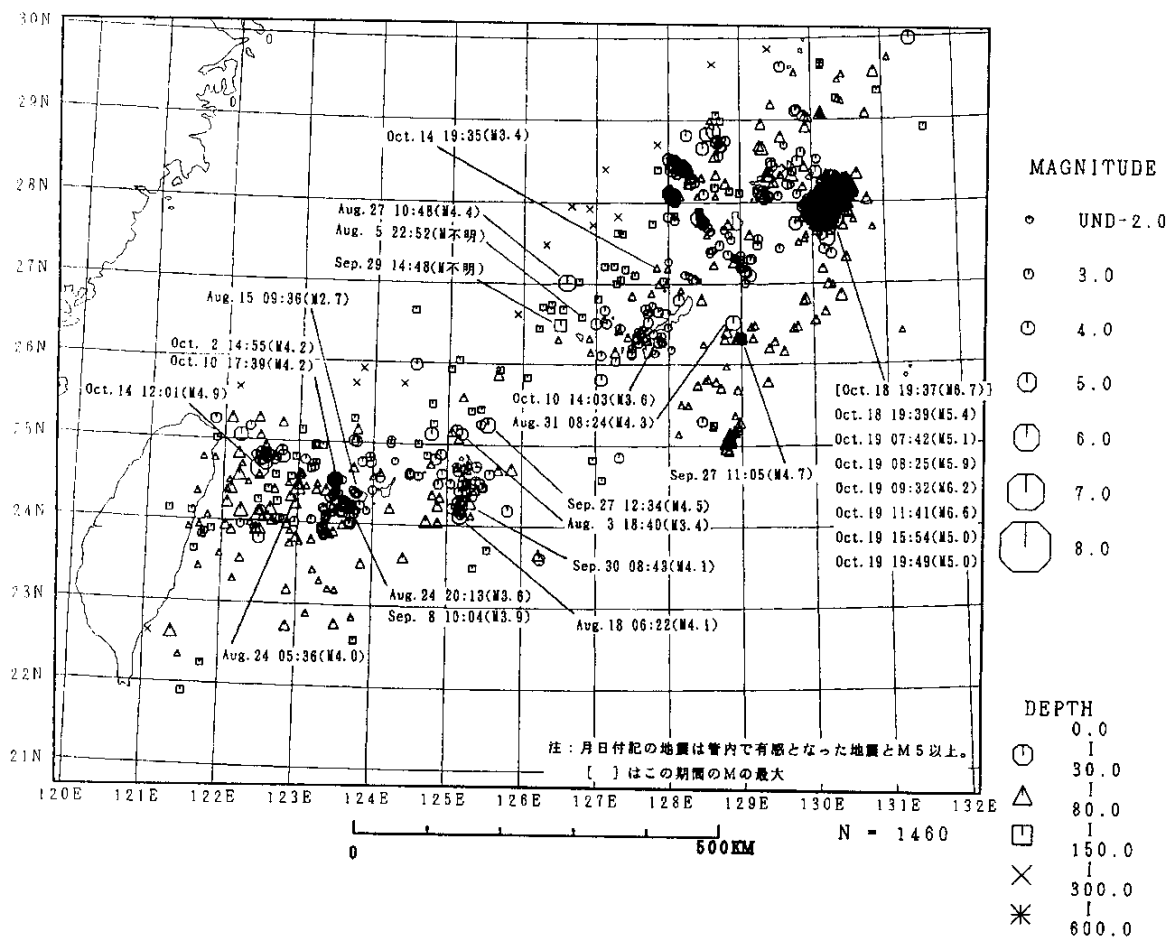 30N
29N
28N
27N
26N
25N
24N
23N
22N
21N
120E 121E 122E 123E 124E 125E 126E 127E 128E 129E 130E 131E 132E
Oct.14 19:35(M3.4)
Aug.27 10:48(M4.4)
Aug. 5 22:52(M不明)
Sep.29 14:48(M不明)
Aug.15 09:36(M2.7)
Oct. 2 14:55(M4.2)
Oct.10 17:39(M4.2)
Oct.14 12:01(M4.9)
Oct.10 14:03(M3.6)
Aug.31 08:24(M4.3)
[Oct.18 19:37(M6.7)]
Oct.18 19:39(M5.4)
Oct.19 07:42(M5.1)
Oct.19 08:25(M5.9)
Oct.19 09:32(M6.2)
Oct.19 11:41(M6.6)
Oct.19 15:54(M5.0)
Oct.19 19:49(M5.0)
Sep.27 11:05(M4.7)
Sep.27 12:34(M4.5)
Aug. 3 18:40(M3.4)
Sep.30 08:43(M4.1)
Aug.24 20:13(M3.6)
Sep. 8 10:04(M3.9)
Aug.18 06:22(M4.1)
Aug.24 05:36(M4.0)
注：月日付記の地震は管内で有感となった地震とM5以上。
[ ]はこの期間のMの最大
0 500KM
N = 1460
MAGNITUDE
UND-2.0
3.0
4.0
5.0
6.0
7.0
8.0
DEPTH
0.0
I
30.0
I
80.0
I
150.0
I
300.0
I
600.0